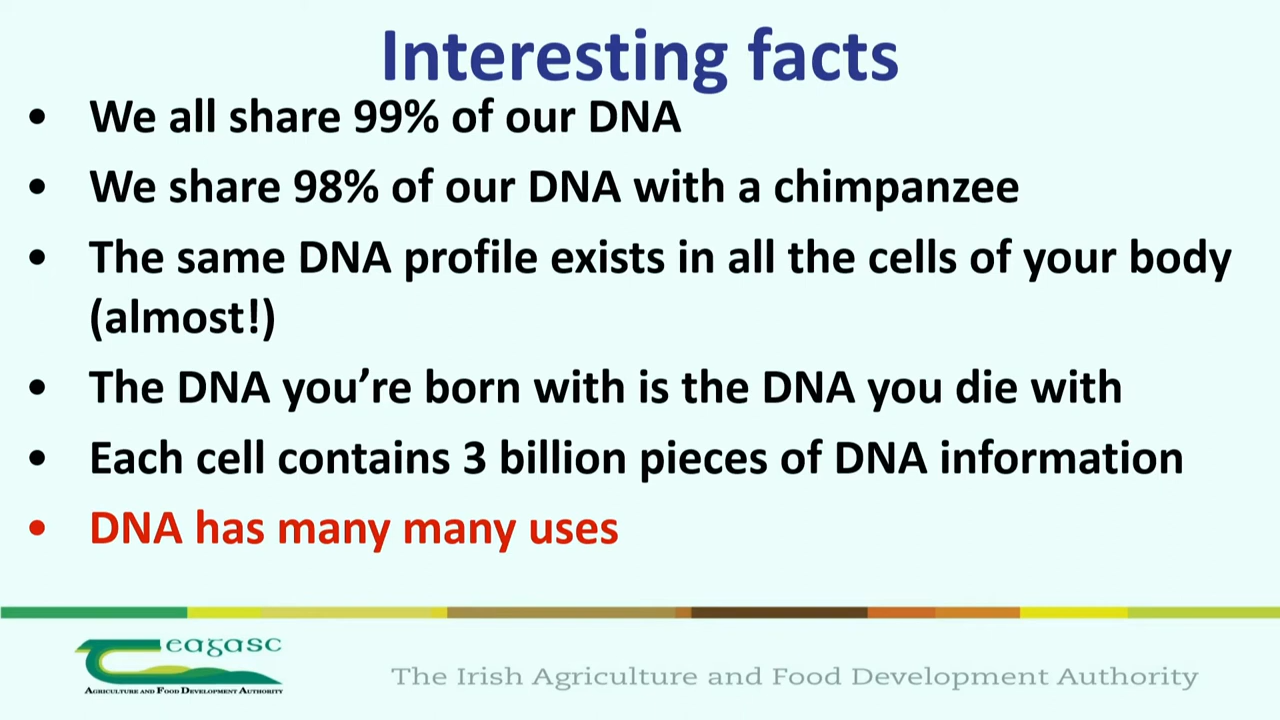 Interesting facts
• We all share 99% of our DNA
• We share 98% of our DNA with a chimpanzee
• The same DNA profile exists in all the cells of your body
(almost!)
• The DNA you’re born with is the DNA you die with
• Each cell contains 3 billion pieces of DNA information
• DNA has many many uses
Teagasc
AGRICULTURE AND FOOD DEVELOPMENT AUTHORITY
The Irish Agriculture and Food Development Authority